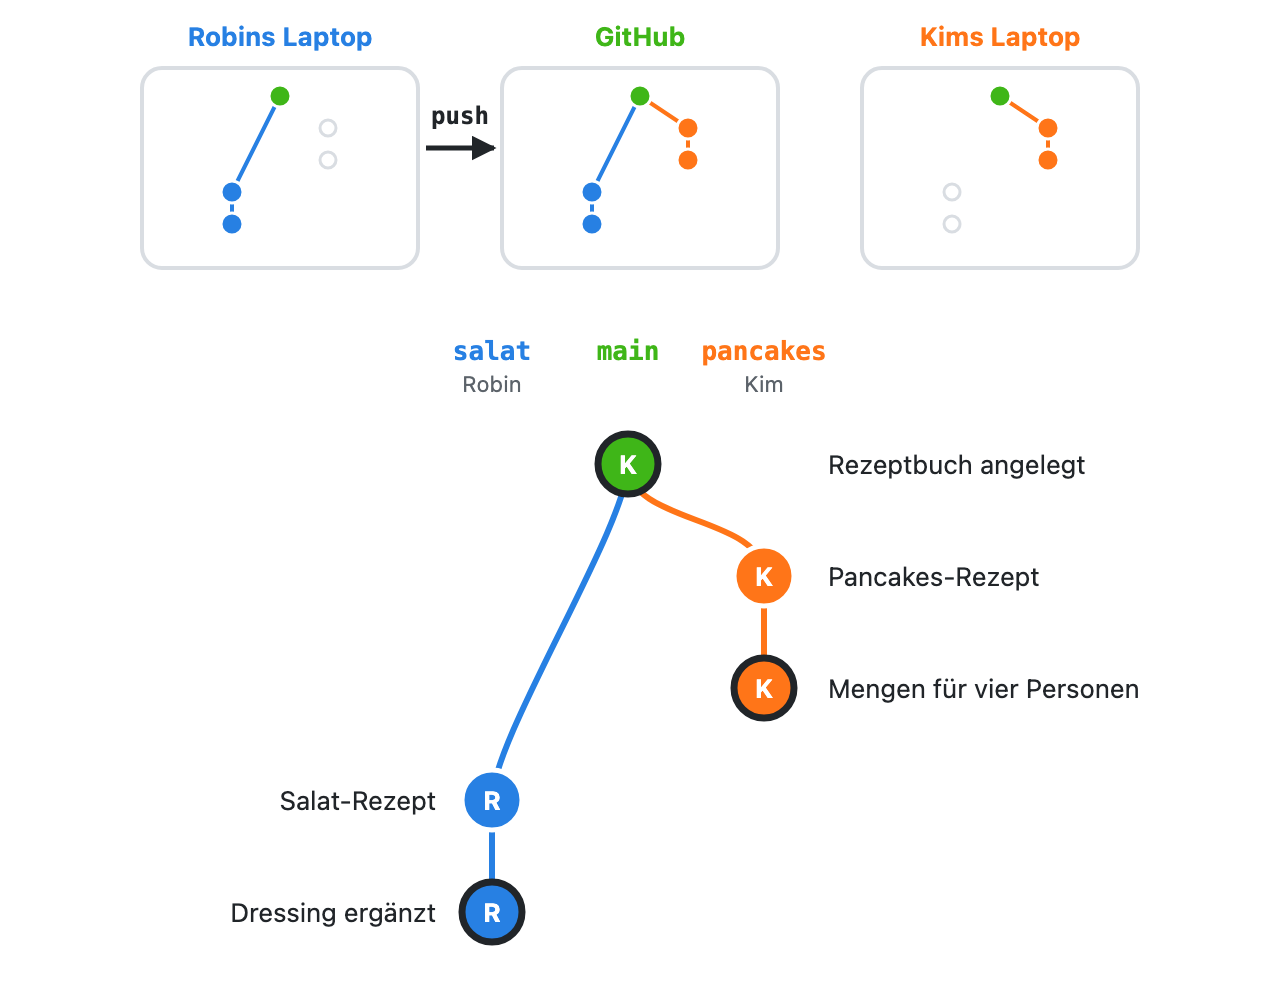 Robins Laptop
GitHub
Kims Laptop
push
salat
main
pancakes
Robin
Kim
K
Rezeptbuch angelegt
K
Pancakes-Rezept
K
Mengen für vier Personen
Salat-Rezept
R
Dressing ergänzt
R